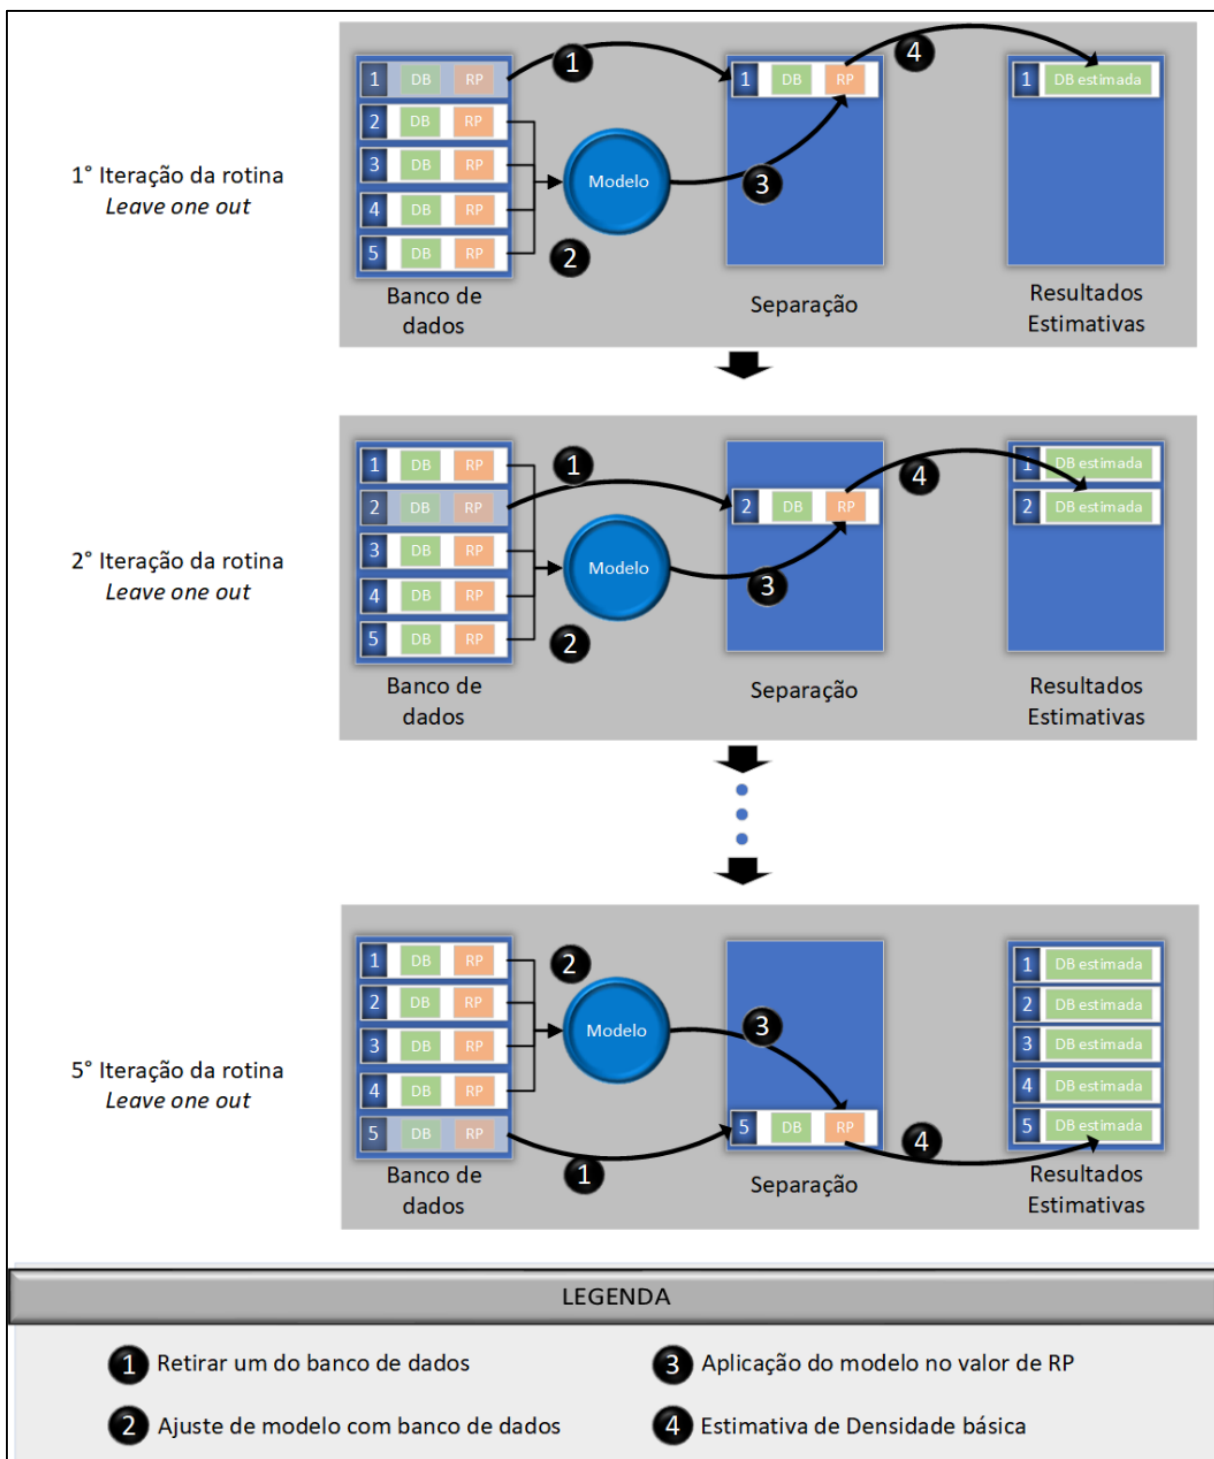 1 DB RP
2 DB RP
3 DB RP
4 DB RP
5 DB RP
1
2
3
4
Modelo
1 DB RP
1 DB estimada
1° Iteração da rotina
Leave one out
Banco de
dados
Separação
Resultados
Estimativas
1 DB RP
2 DB RP
3 DB RP
4 DB RP
5 DB RP
1
2
3
4
Modelo
2 DB RP
1 DB estimada
2 DB estimada
2° Iteração da rotina
Leave one out
Banco de
dados
Separação
Resultados
Estimativas
1 DB RP
2 DB RP
3 DB RP
4 DB RP
5 DB RP
2
3
1
4
Modelo
5 DB RP
1 DB estimada
2 DB estimada
3 DB estimada
4 DB estimada
5 DB estimada
5° Iteração da rotina
Leave one out
Banco de
dados
Separação
Resultados
Estimativas
LEGENDA
1 Retirar um do banco de dados
3 Aplicação do modelo no valor de RP
2 Ajuste de modelo com banco de dados
4 Estimativa de Densidade básica